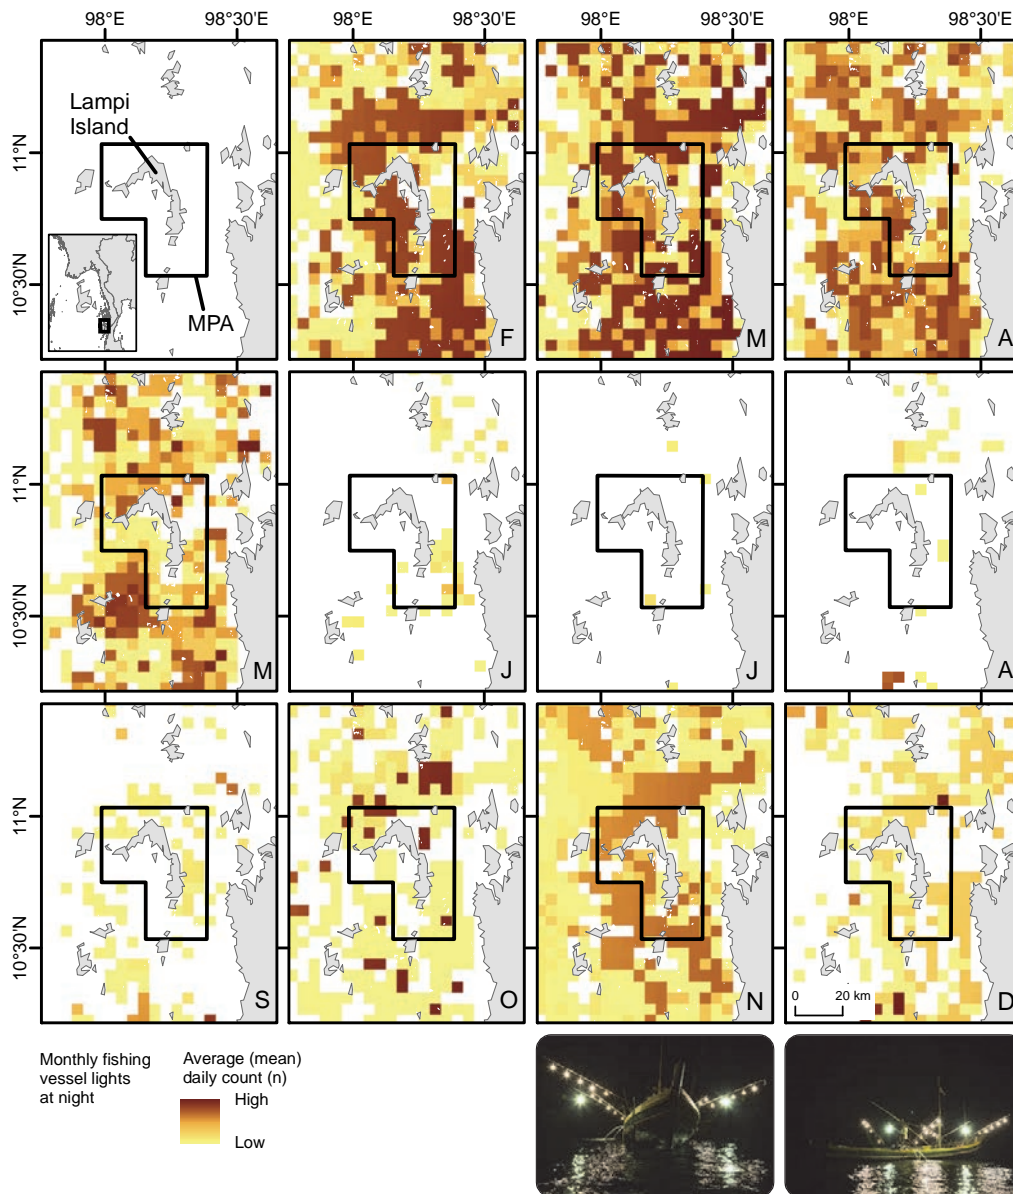 98°E 98°30'E 98°E 98°30'E 98°E 98°30'E 98°E 98°30'E
Lampi
Island
11°N
10°30'N
MPA
F
M
A
11°N
10°30'N
M
J
J
A
11°N
10°30'N
S
O
N
0 20 km
D
Monthly fishing
vessel lights
at night
Average (mean)
daily count (n)
High
Low